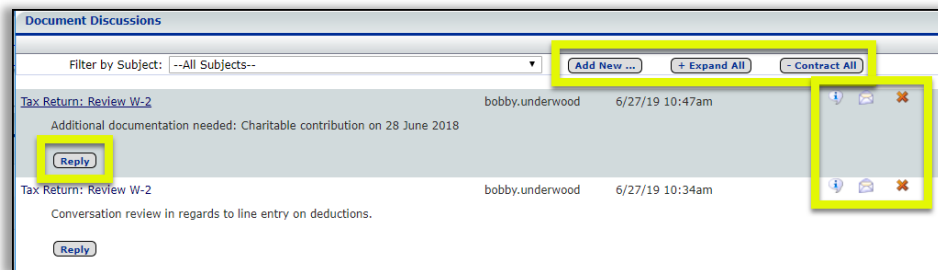 Document Discussions
Filter by Subject: --All Subjects-- Add New ... + Expand All - Contract All
Tax Return: Review W-2 bobby.underwood 6/27/19 10:47am
Additional documentation needed: Charitable contribution on 28 June 2018
Reply
Tax Return: Review W-2 bobby.underwood 6/27/19 10:34am
Conversation review in regards to line entry on deductions.
Reply